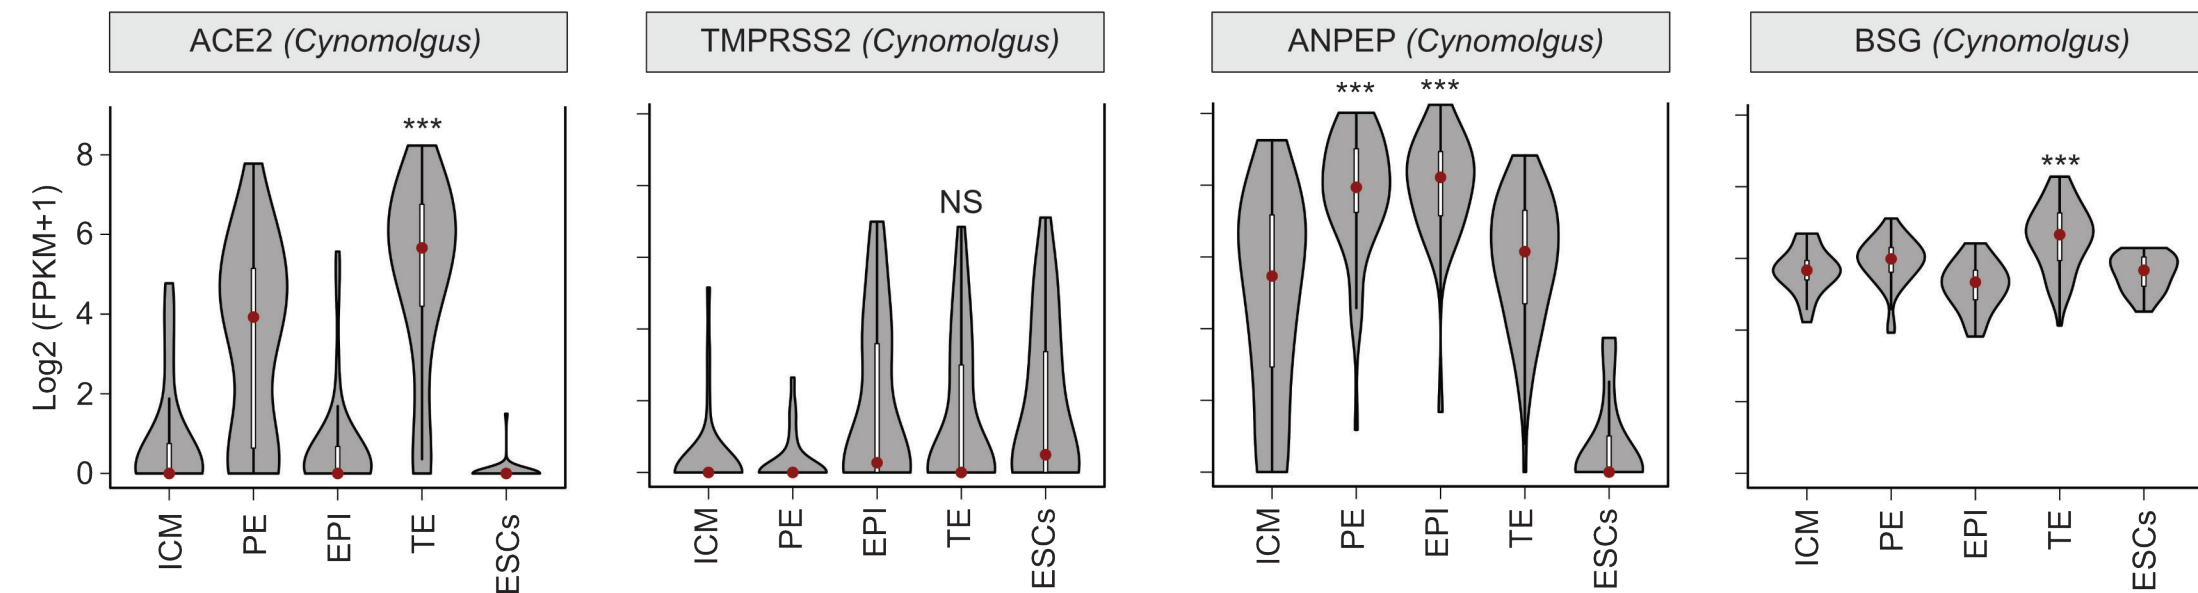 ACE2 (Cynomolgus)
TMPRSS2 (Cynomolgus)
ANPEP (Cynomolgus)
BSG (Cynomolgus)
***
NS
***
***
***
Log2 (FPKM+1)
8
6
4
2
0
ICM
PE
EPI
TE
ESCs
ICM
PE
EPI
TE
ESCs
ICM
PE
EPI
TE
ESCs
ICM
PE
EPI
TE
ESCs